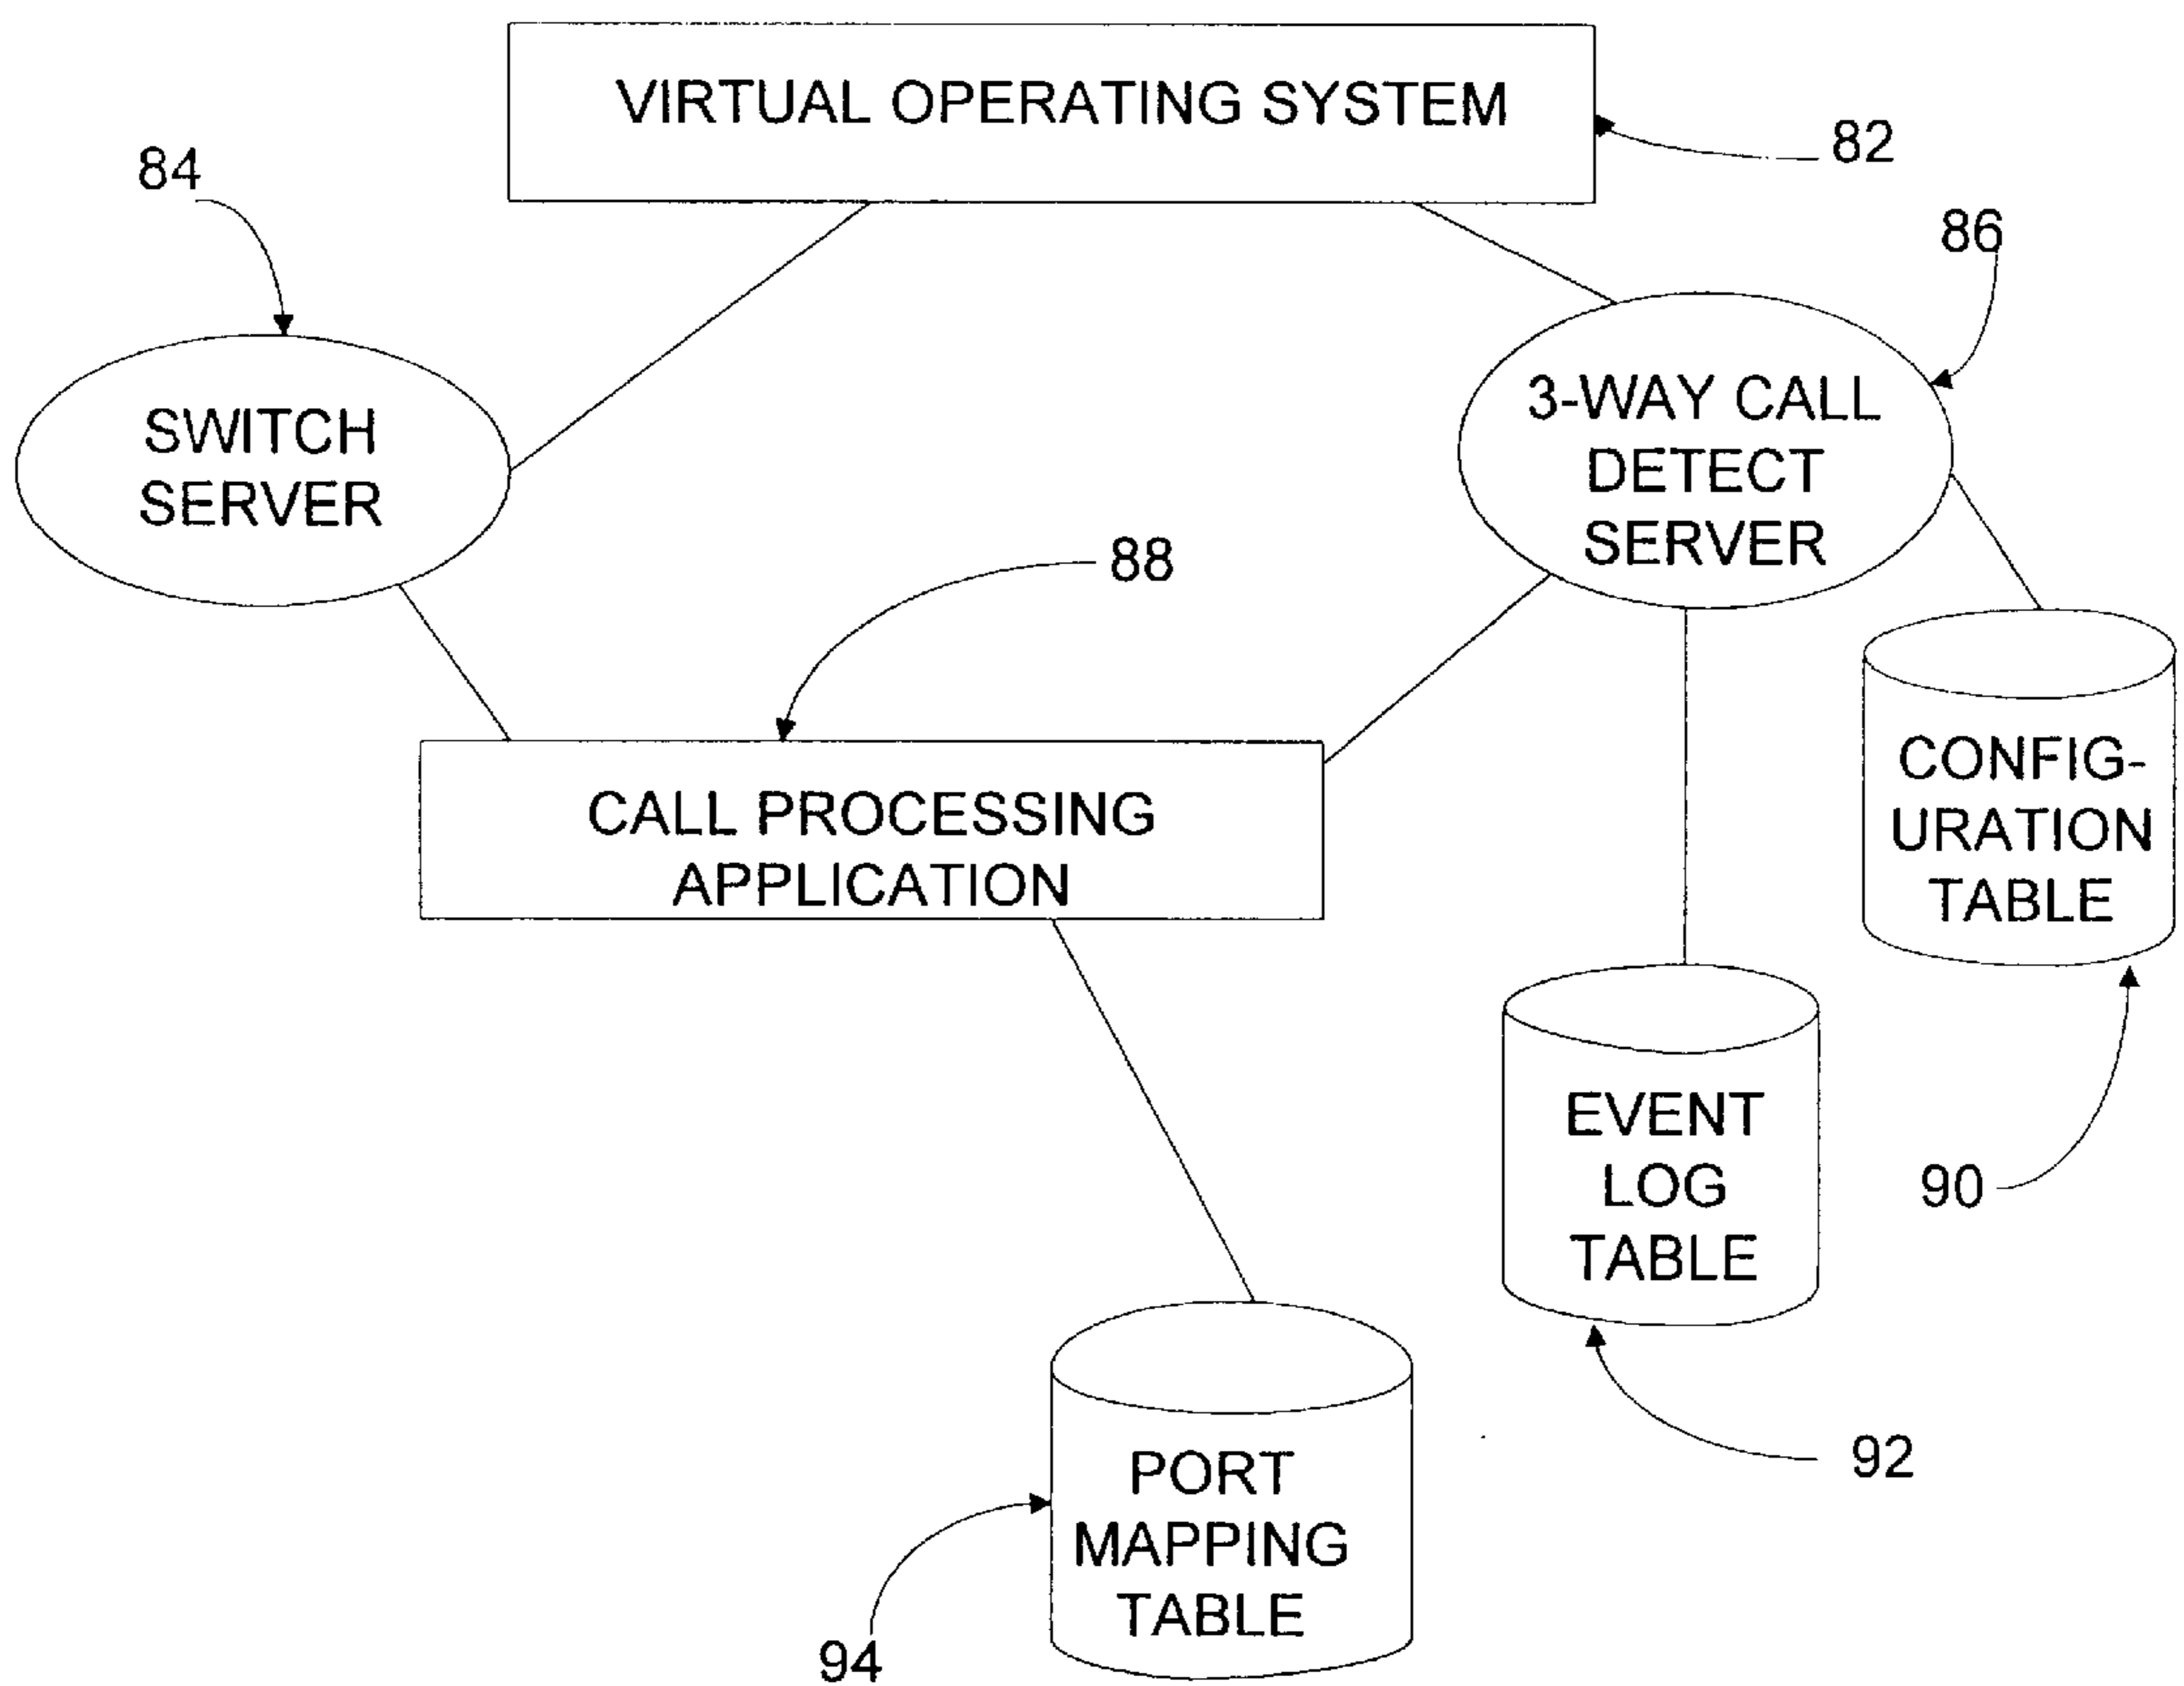 VIRTUAL OPERATING SYSTEM
82
84
86
SWITCH
SERVER
3-WAY CALL
DETECT
SERVER
88
CALL PROCESSING
APPLICATION
CONFIG-
URATION
TABLE
EVENT
LOG
TABLE
90
92
PORT
MAPPING
TABLE
94